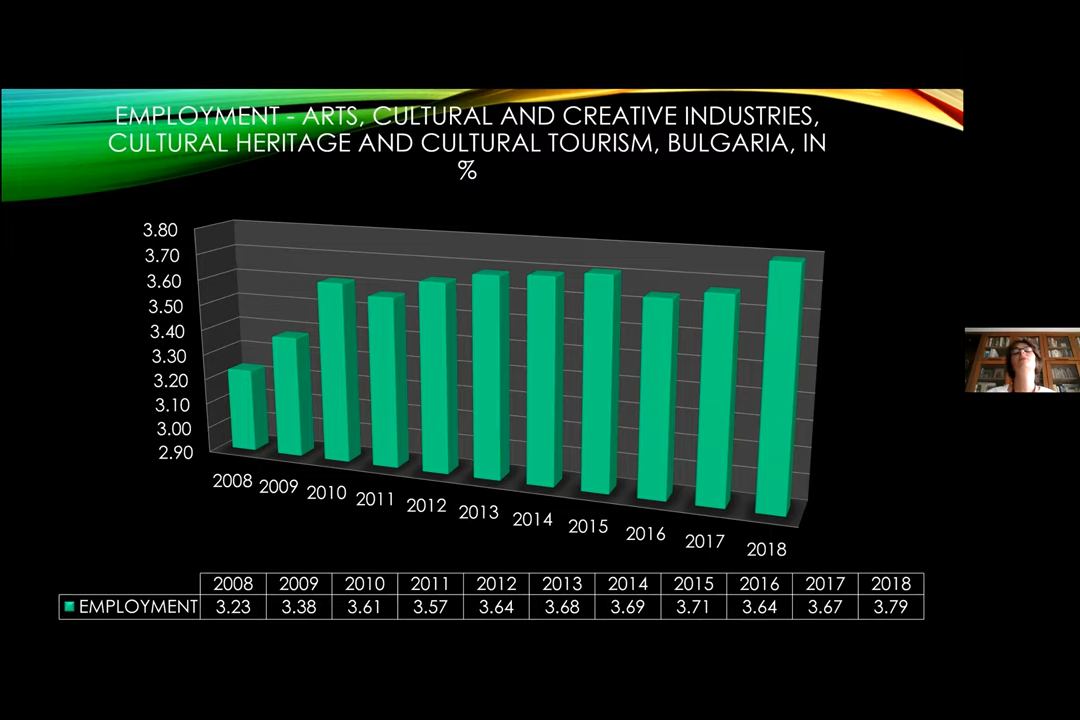 EMPLOYMENT - ARTS, CULTURAL AND CREATIVE INDUSTRIES,
CULTURAL HERITAGE AND CULTURAL TOURISM, BULGARIA, IN
%
3.80
3.70
3.60
3.50
3.40
3.30
3.20
3.10
3.00
2.90
2008 2009 2010 2011 2012 2013 2014 2015 2016 2017 2018
2008 2009 2010 2011 2012 2013 2014 2015 2016 2017 2018
EMPLOYMENT 3.23 3.38 3.61 3.57 3.64 3.68 3.69 3.71 3.64 3.67 3.79